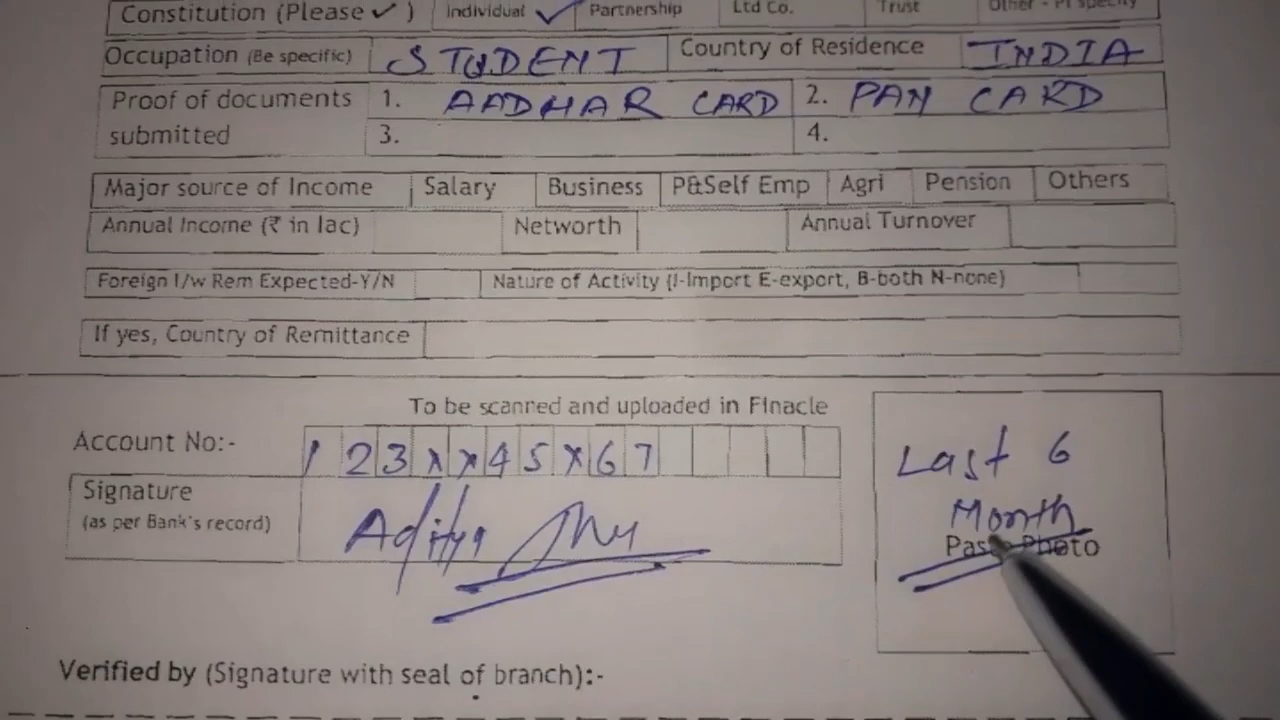 Constitution (Please ✓ ) Individual ✓ Partnership Ltd Co. Trust Other - Pl specify
Occupation (Be specific) STUDENT Country of Residence INDIA
Proof of documents submitted 1. AADHAR CARD 2. PAN CARD
3. 4.
Major source of Income Salary Business P&Self Emp Agri Pension Others
Annual Income (₹ in lac) Networth Annual Turnover
Foreign I/w Rem Expected-Y/N Nature of Activity (I-Import E-export, B-both N-none)
If yes, Country of Remittance
To be scanned and uploaded in Finacle
Account No:- 1 2 3 x x 4 5 x 6 7
Last 6
Month
Paste Photo
Signature
(as per Bank's record)
Aditya
Verified by (Signature with seal of branch):-